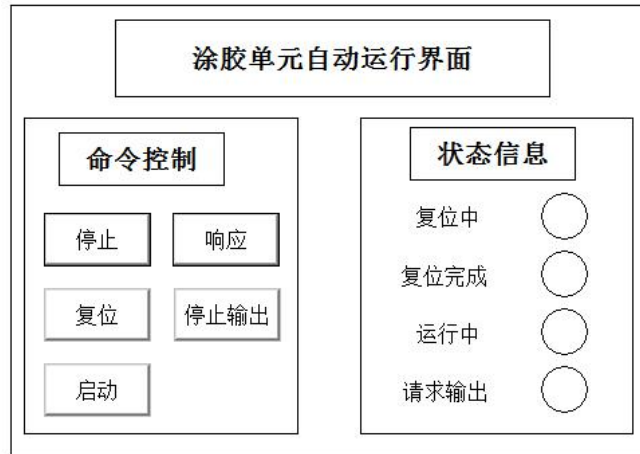 涂胶单元自动运行界面
命令控制
停止
响应
复位
停止输出
启动
状态信息
复位中
复位完成
运行中
请求输出